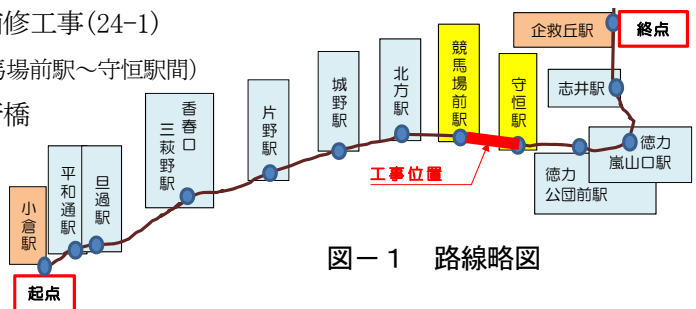 補修工事(24-1)
馬場前駅～守恒駅間)
橋
小倉駅
起点
平和通駅
旦過駅
香春口
三萩野駅
片野駅
城野駅
北方駅
競馬場前駅
守恒駅
工事位置
徳力
公団前駅
徳力
嵐山口駅
志井駅
企救丘駅
終点
図－１ 路線略図